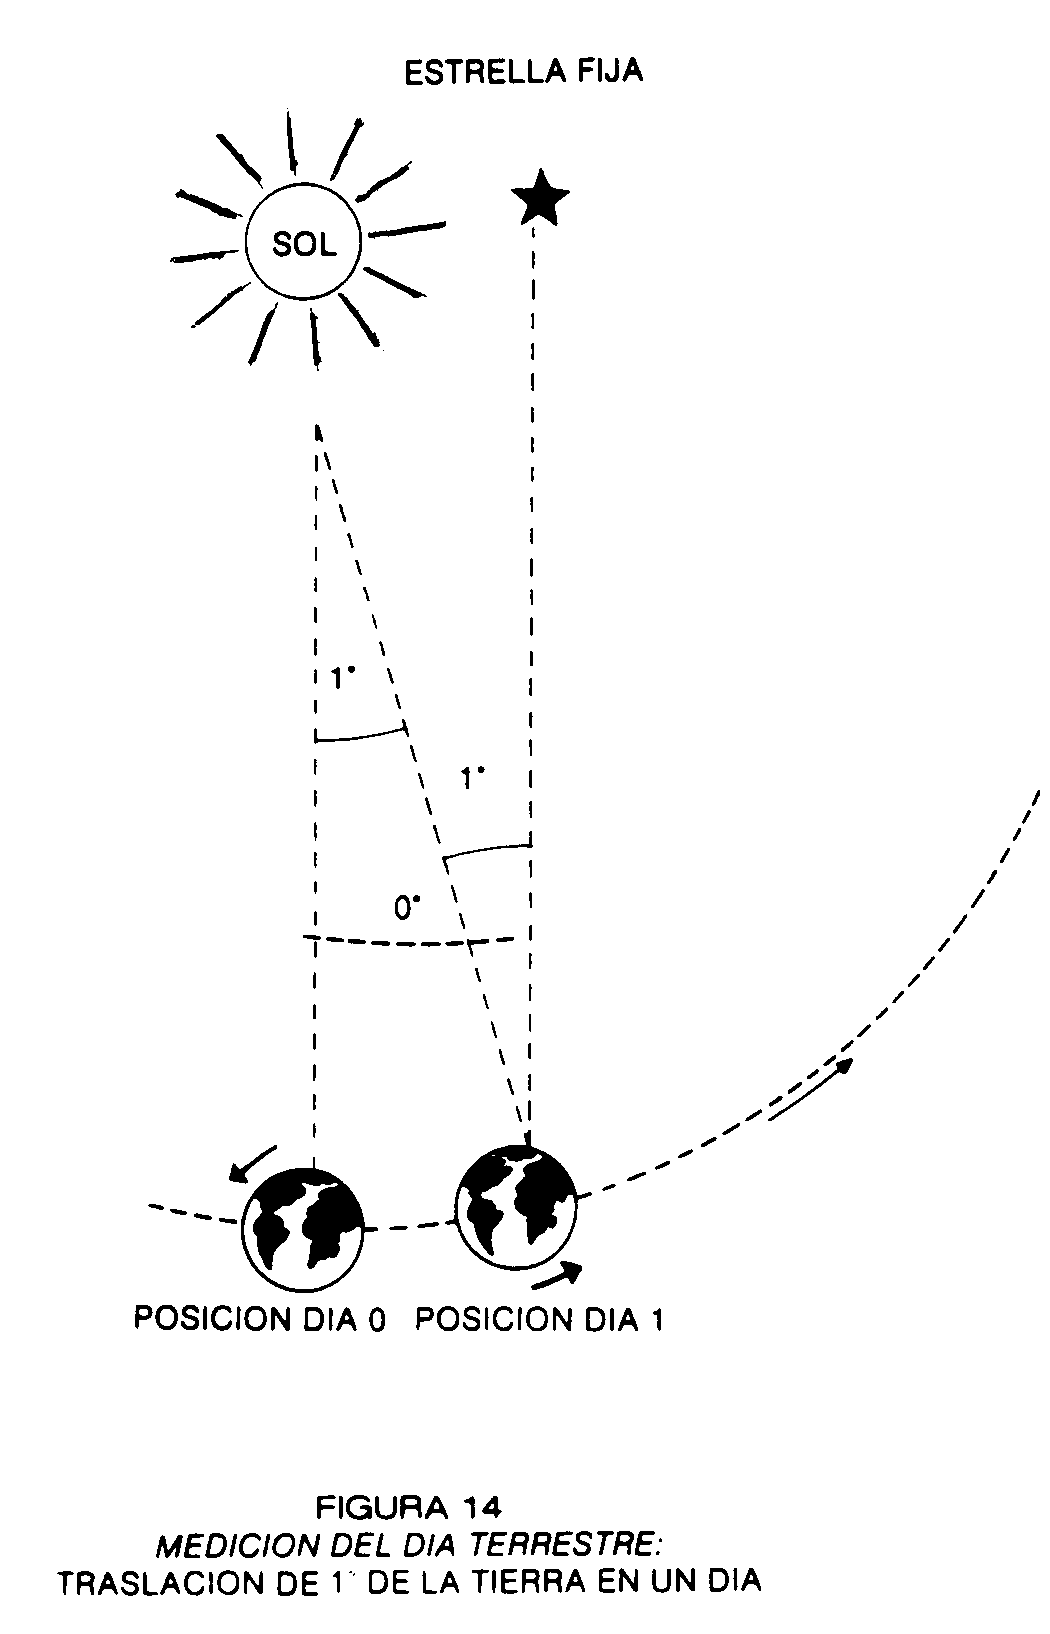 ESTRELLA FIJA
SOL
1°
1°
0°
POSICION DIA 0
POSICION DIA 1
FIGURA 14
MEDICION DEL DIA TERRESTRE:
TRASLACION DE 1° DE LA TIERRA EN UN DIA